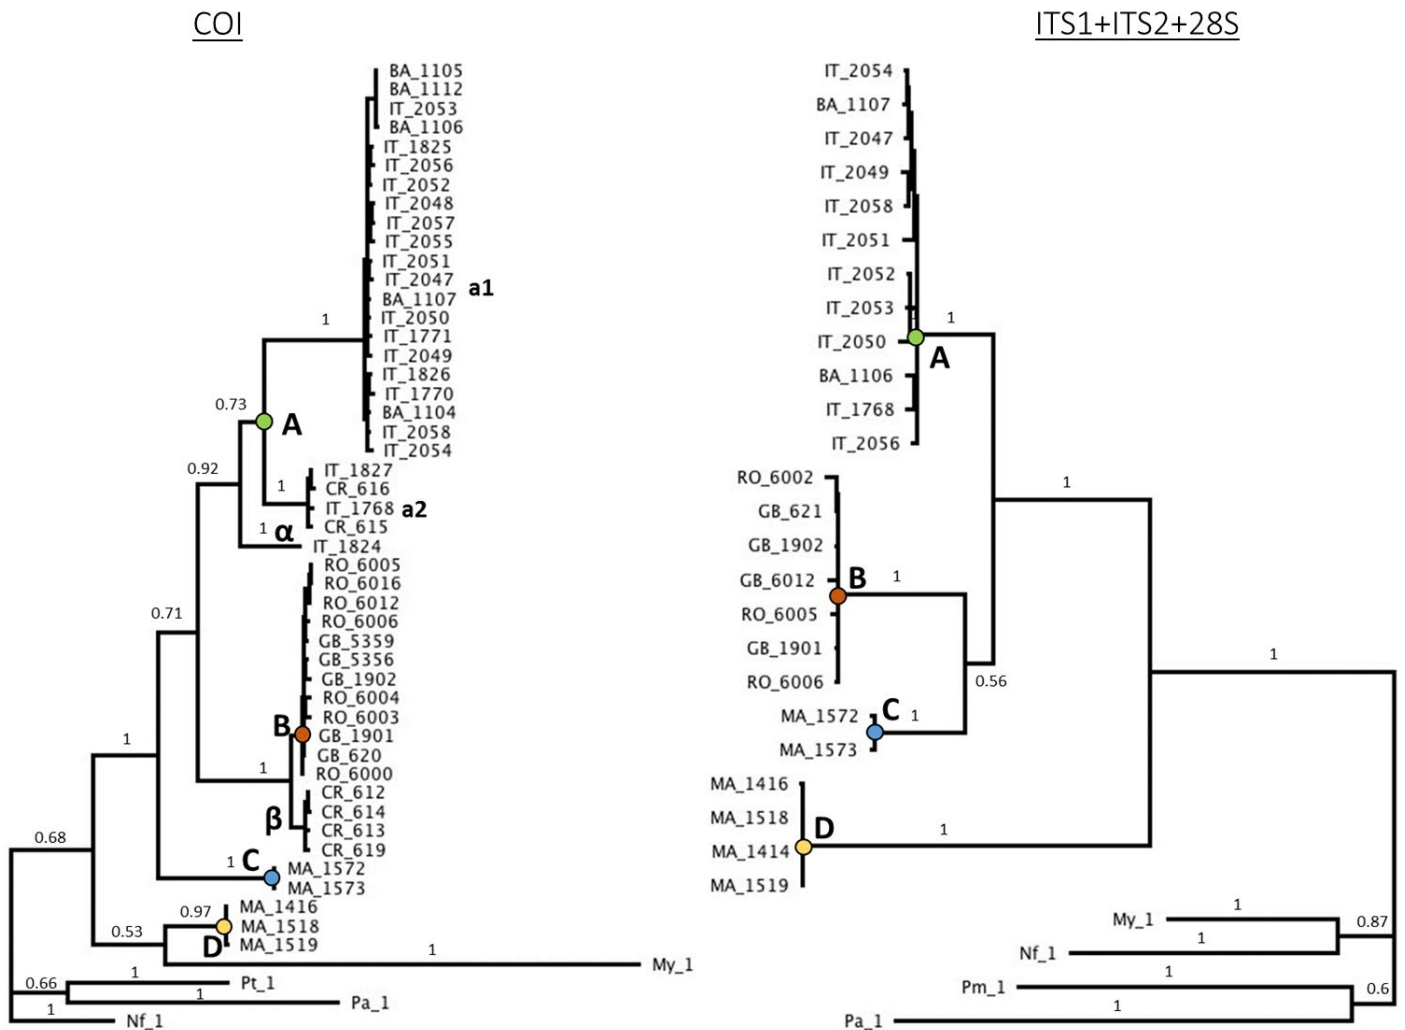 COI
BA_1105
BA_1112
IT_2053
BA_1106
IT_1825
IT_2056
IT_2052
IT_2048
IT_2057
IT_2055
IT_2051
IT_2047
BA_1107
a1
IT_2050
IT_1771
IT_2049
IT_1826
IT_1770
BA_1104
IT_2058
IT_2054
1
0.73
A
0.92
IT_1827
CR_616
1
IT_1768
a2
CR_615
1
α
IT_1824
RO_6005
RO_6016
RO_6012
RO_6006
GB_5359
GB_5356
GB_1902
RO_6004
RO_6003
GB_1901
GB_620
RO_6000
0.71
B
1
1
CR_612
CR_614
CR_613
CR_619
β
0.68
1
C
MA_1572
MA_1573
0.97
MA_1416
MA_1518
MA_1519
0.53
D
1
My_1
0.66
1
Pt_1
1
Pa_1
1
Nf_1
ITS1+ITS2+28S
IT_2054
BA_1107
IT_2047
IT_2049
IT_2058
IT_2051
IT_2052
IT_2053
IT_2050
1
A
BA_1106
IT_1768
IT_2056
RO_6002
GB_621
GB_1902
GB_6012
RO_6005
GB_1901
RO_6006
1
B
1
1
0.56
MA_1572
MA_1573
C
1
MA_1416
MA_1518
MA_1414
MA_1519
D
1
My_1
1
0.87
Nf_1
1
Pm_1
1
0.6
Pa_1
1